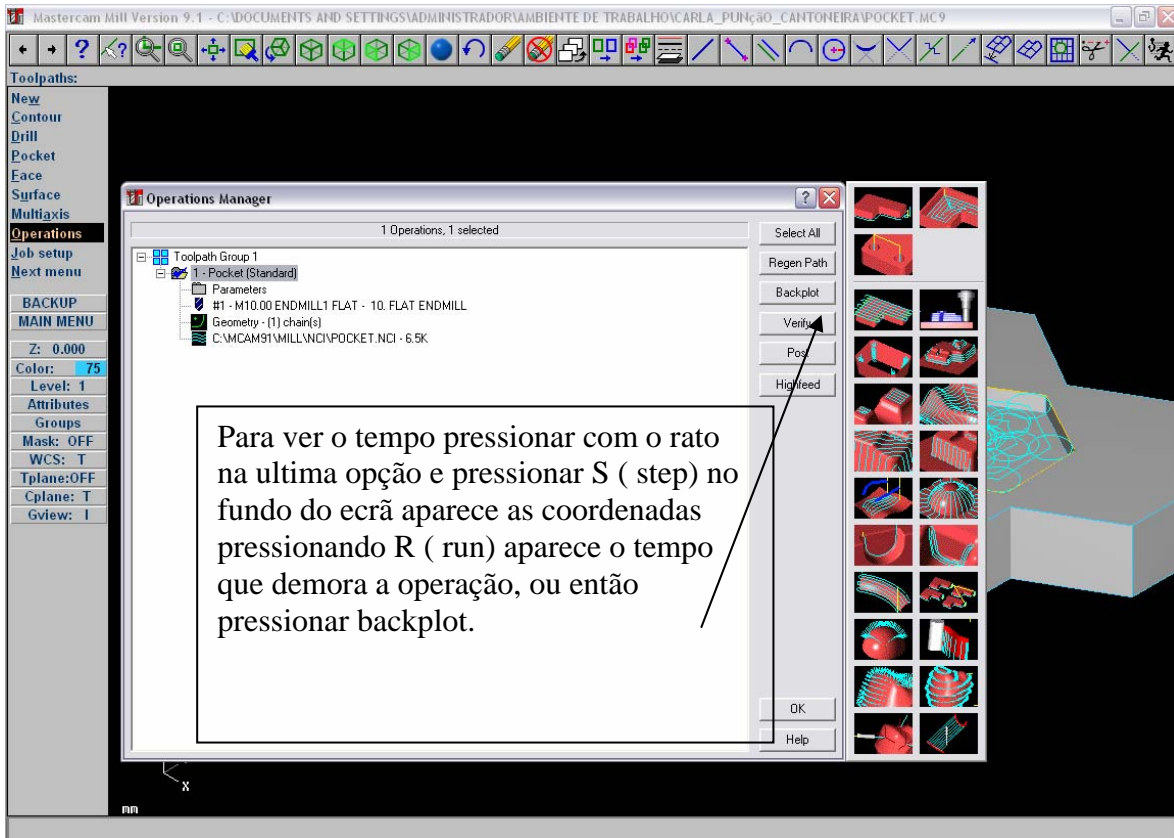 Mastercam Mill Version 9.1 - C:\DOCUMENTS AND SETTINGS\ADMINISTRADOR\AMBIENTE DE TRABALHO\CARLA_PUNçãO_CANTONEIRA\POCKET.MC9
Toolpaths:
New
Contour
Drill
Pocket
Face
Surface
Multiaxis
Operations
Job setup
Next menu
BACKUP
MAIN MENU
Z: 0.000
Color: 75
Level: 1
Attributes
Groups
Mask: OFF
WCS: T
Tplane:OFF
Cplane: T
Gview: I
Operations Manager
1 Operations, 1 selected
Toolpath Group 1
1 - Pocket (Standard)
Parameters
#1 - M10.00 ENDMILL1 FLAT - 10. FLAT ENDMILL
Geometry - (1) chain(s)
C:\MCAM91\MILL\NCI\POCKET.NCI - 6.5K
Select All
Regen Path
Backplot
Verify
Post
Highfeed
OK
Help
Para ver o tempo pressionar com o rato
na ultima opção e pressionar S ( step) no
fundo do ecrã aparece as coordenadas
pressionando R ( run) aparece o tempo
que demora a operação, ou então
pressionar backplot.
X
mm